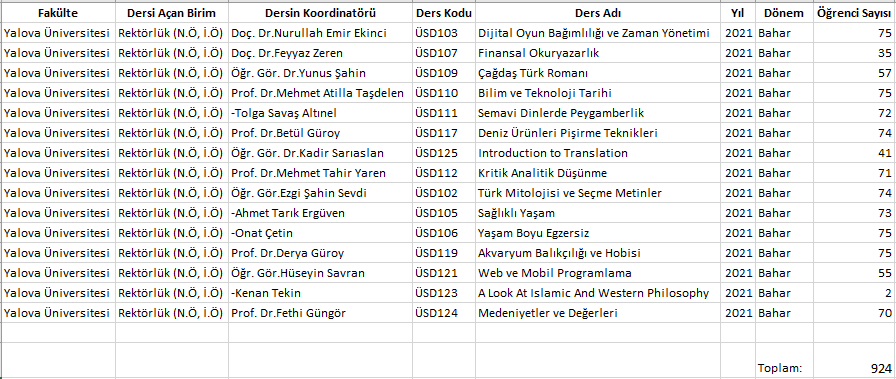 Fakülte Dersi Açan Birim Dersin Koordinatörü Ders Kodu Ders Adı Yıl Dönem Öğrenci Sayısı
Yalova Üniversitesi Rektörlük (N.Ö, İ.Ö) Doç. Dr.Nurullah Emir Ekinci ÜSD103 Dijital Oyun Bağımlılığı ve Zaman Yönetimi 2021 Bahar 75
Yalova Üniversitesi Rektörlük (N.Ö, İ.Ö) Doç. Dr.Feyyaz Zeren ÜSD107 Finansal Okuryazarlık 2021 Bahar 35
Yalova Üniversitesi Rektörlük (N.Ö, İ.Ö) Öğr. Gör. Dr.Yunus Şahin ÜSD109 Çağdaş Türk Romanı 2021 Bahar 57
Yalova Üniversitesi Rektörlük (N.Ö, İ.Ö) Prof. Dr.Mehmet Atilla Taşdelen ÜSD110 Bilim ve Teknoloji Tarihi 2021 Bahar 75
Yalova Üniversitesi Rektörlük (N.Ö, İ.Ö) -Tolga Savaş Altınel ÜSD111 Semavi Dinlerde Peygamberlik 2021 Bahar 72
Yalova Üniversitesi Rektörlük (N.Ö, İ.Ö) Prof. Dr.Betül Güroy ÜSD117 Deniz Ürünleri Pişirme Teknikleri 2021 Bahar 74
Yalova Üniversitesi Rektörlük (N.Ö, İ.Ö) Öğr. Gör. Dr.Kadir Sarıaslan ÜSD125 Introduction to Translation 2021 Bahar 41
Yalova Üniversitesi Rektörlük (N.Ö, İ.Ö) Prof. Dr.Mehmet Tahir Yaren ÜSD112 Kritik Analitik Düşünme 2021 Bahar 71
Yalova Üniversitesi Rektörlük (N.Ö, İ.Ö) Öğr. Gör.Ezgi Şahin Sevdi ÜSD102 Türk Mitolojisi ve Seçme Metinler 2021 Bahar 74
Yalova Üniversitesi Rektörlük (N.Ö, İ.Ö) -Ahmet Tarık Ergüven ÜSD105 Sağlıklı Yaşam 2021 Bahar 73
Yalova Üniversitesi Rektörlük (N.Ö, İ.Ö) -Onat Çetin ÜSD106 Yaşam Boyu Egzersiz 2021 Bahar 75
Yalova Üniversitesi Rektörlük (N.Ö, İ.Ö) Prof. Dr.Derya Güroy ÜSD119 Akvaryum Balıkçılığı ve Hobisi 2021 Bahar 75
Yalova Üniversitesi Rektörlük (N.Ö, İ.Ö) Öğr. Gör.Hüseyin Savran ÜSD121 Web ve Mobil Programlama 2021 Bahar 55
Yalova Üniversitesi Rektörlük (N.Ö, İ.Ö) -Kenan Tekin ÜSD123 A Look At Islamic And Western Philosophy 2021 Bahar 2
Yalova Üniversitesi Rektörlük (N.Ö, İ.Ö) Prof. Dr.Fethi Güngör ÜSD124 Medeniyetler ve Değerleri 2021 Bahar 70
Toplam: 924